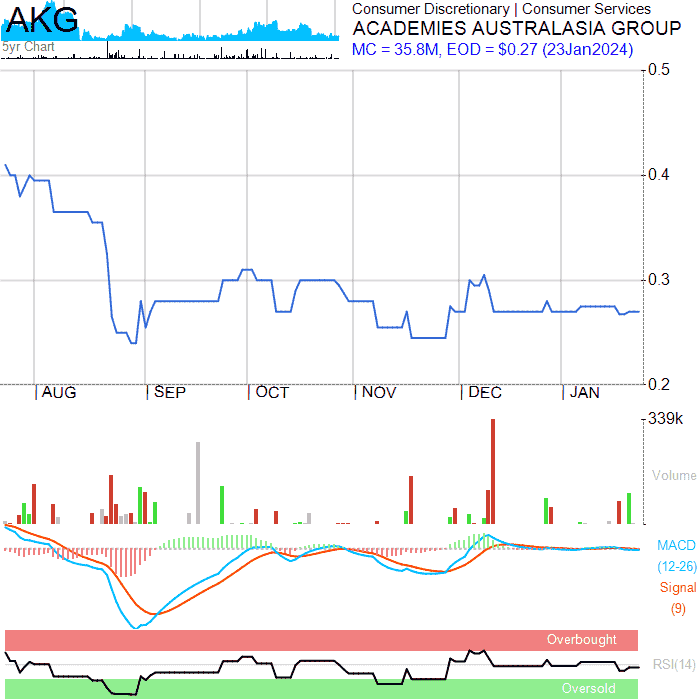 AKG
5yr Chart
Consumer Discretionary | Consumer Services
ACADEMIES AUSTRALASIA GROUP
MC = 35.8M, EOD = $0.27 (23Jan2024)
0.5
0.4
0.3
0.2
AUG SEP OCT NOV DEC JAN
339k
Volume
MACD
(12-26)
Signal
(9)
Overbought
RSI(14)
Oversold